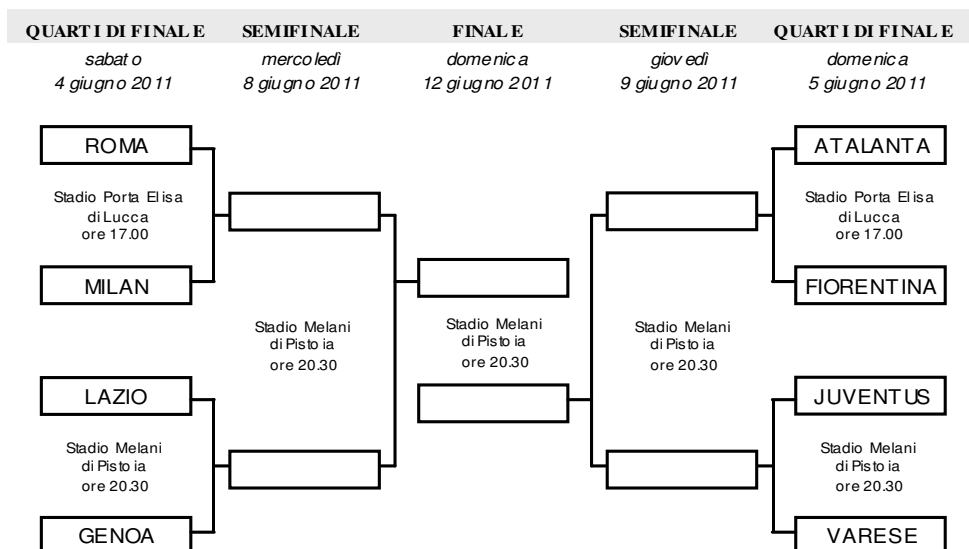 QUARTI DI FINALE SEMIFINALE FINALE SEMIFINALE QUARTI DI FINALE
sabato mercoledì domenica giovedì domenica
4 giugno 2011 8 giugno 2011 12 giugno 2011 9 giugno 2011 5 giugno 2011
ROMA
Stadio Porta Elisa
di Lucca
ore 17.00
MILAN
LAZIO
Stadio Melani
di Pistoia
ore 20.30
GENOA
Stadio Melani
di Pistoia
ore 20.30
Stadio Melani
di Pistoia
ore 20.30
Stadio Melani
di Pistoia
ore 20.30
ATALANTA
Stadio Porta Elisa
di Lucca
ore 17.00
FIORENTINA
JUVENTUS
Stadio Melani
di Pistoia
ore 20.30
VARESE